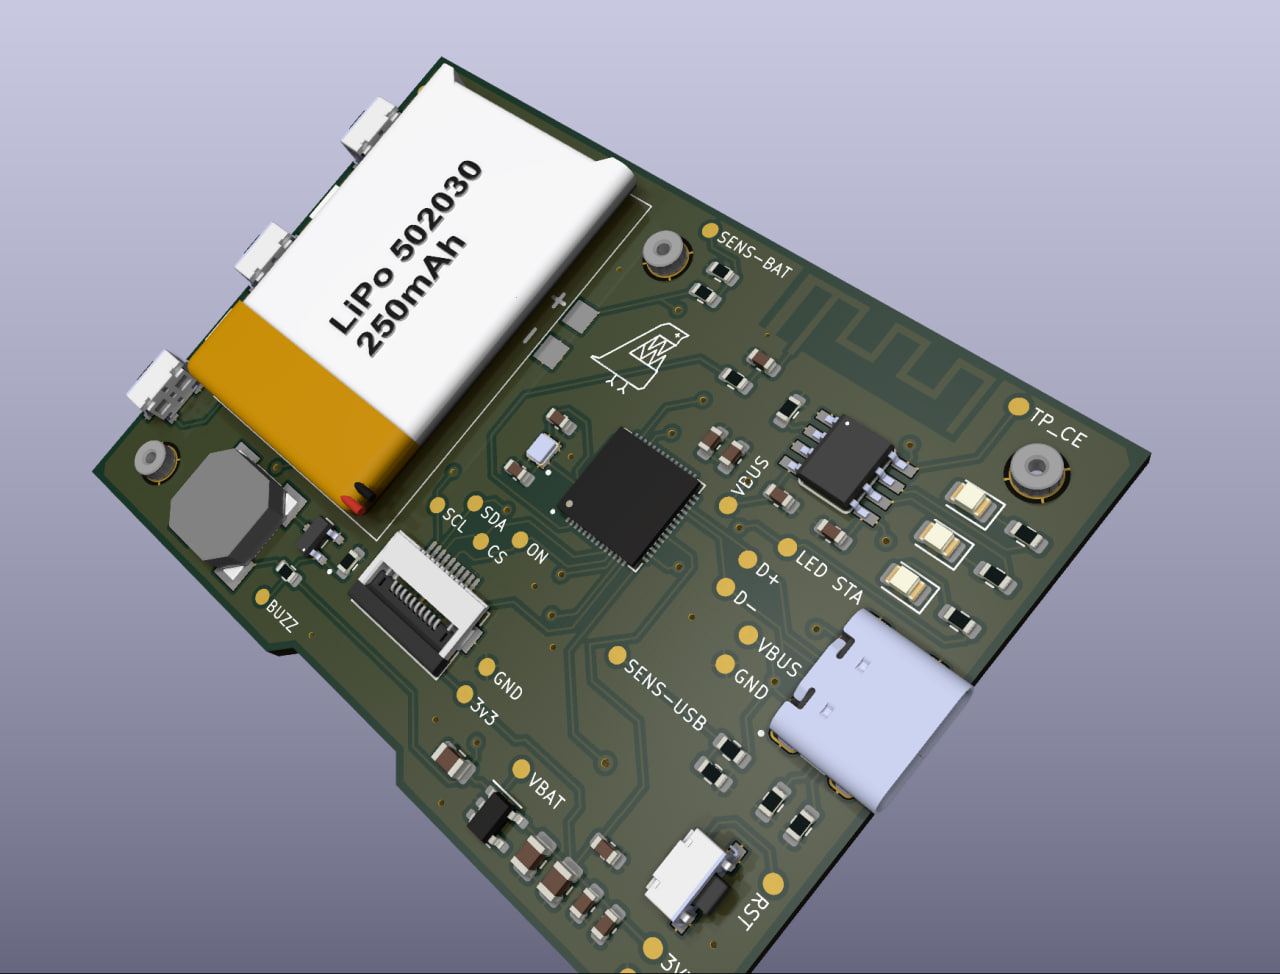 LiPo 502030
250mAh
SENS-BAT
+
-
TP_CE
VBUS
SCL
SDA
CS
ON
LED STA
D+
D-
BUZZ
VBUS
GND
SENS-USB
GND
3v3
VBAT
RST